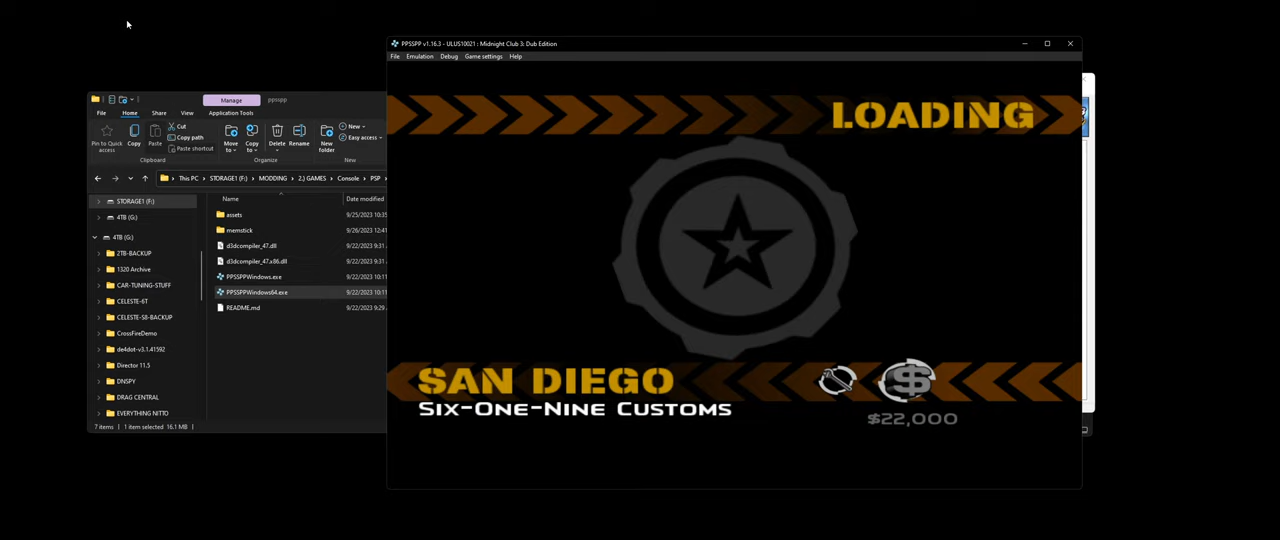 PPSSPP v1.16.3 - ULUS10021 : Midnight Club 3: Dub Edition
File Emulation Debug Game settings Help
LOADING
SAN DIEGO
Six-One-Nine Customs
$22,000
Manage ppsspp
File Home Share View Application Tools
Pin to Quick access
Copy
Paste
Cut
Copy path
Paste shortcut
Clipboard
Move to
Copy to
Delete
Rename
Organize
New folder
New
Easy access
New
This PC STORAGE1 (F:) MODDING 2.) GAMES Console PSP
Name Date modified
STORAGE1 (F:)
4TB (G:)
4TB (G:)
2TB-BACKUP
1320 Archive
CAR-TUNING-STUFF
CELESTE-6T
CELESTE-S8-BACKUP
CrossFireDemo
de4dot-v3.1.41592
Director 11.5
DNSPY
DRAG CENTRAL
EVERYTHING NITTO
assets 9/25/2023 10:35
memstick 9/26/2023 12:41
d3dcompiler_47.dll 9/22/2023 9:31
d3dcompiler_47.x86.dll 9/22/2023 9:31
PPSSPPWindows.exe 9/22/2023 10:11
PPSSPPWindows64.exe 9/22/2023 10:11
README.md 9/22/2023 9:29
7 items 1 item selected 16.1 MB